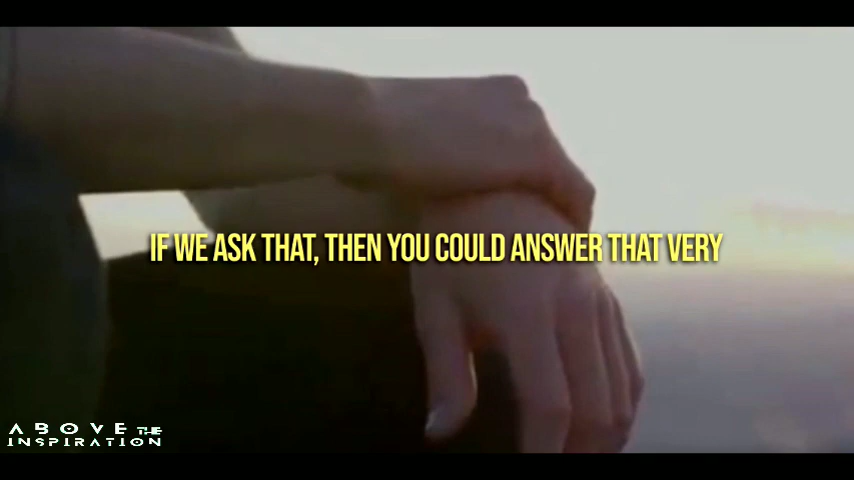 IF WE ASK THAT, THEN YOU COULD ANSWER THAT VERY
ABOVE THE
INSPIRATION